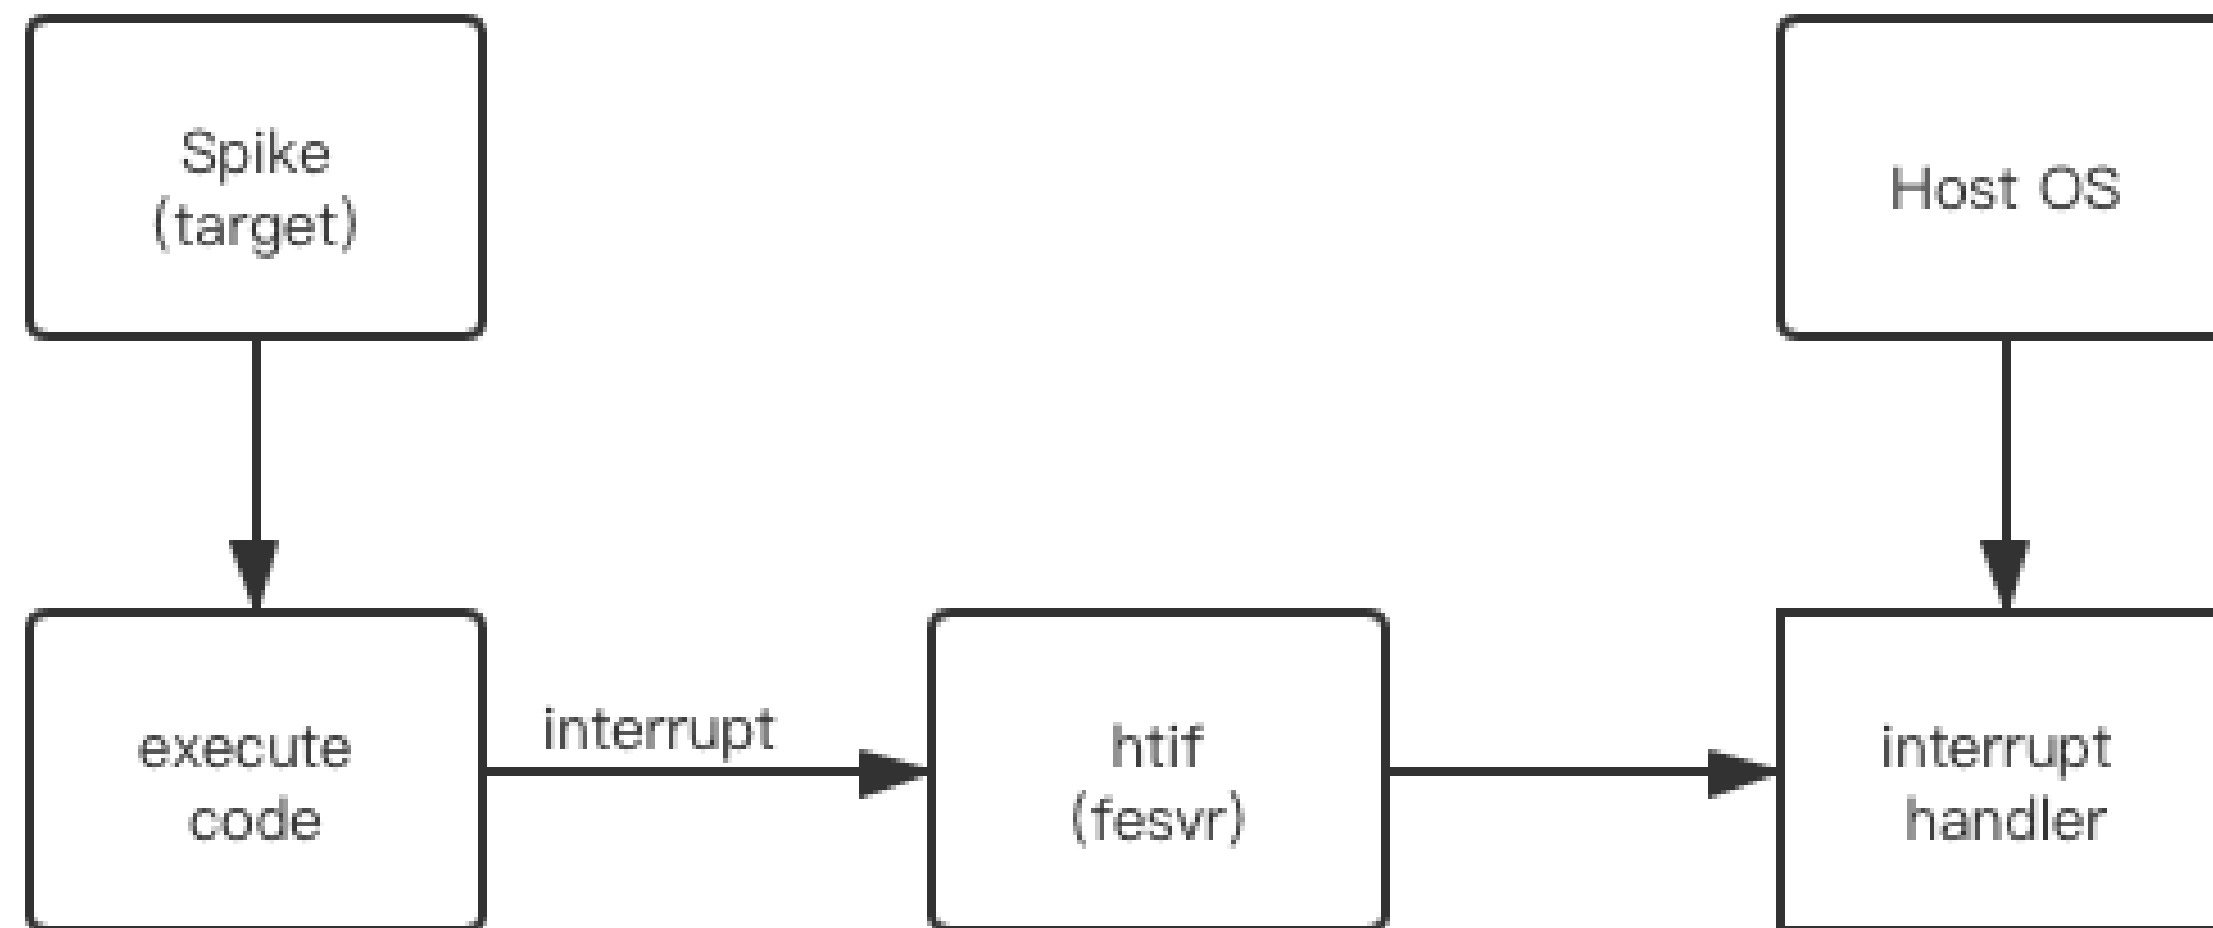 Spike
(target)
Host OS
interrupt
execute
code
htif
(fesvr)
interrupt
handler